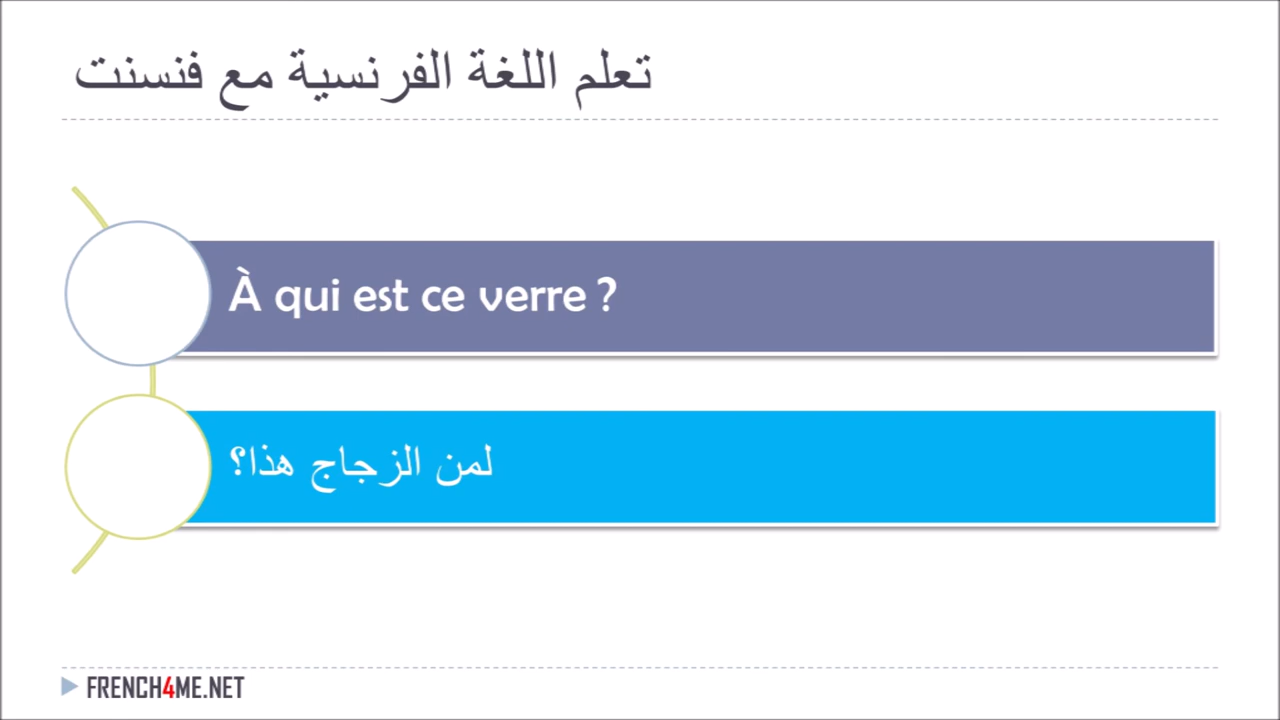 تعلم اللغة الفرنسية مع فنسنت
À qui est ce verre ?
لمن الزجاج هذا؟
FRENCH4ME.NET